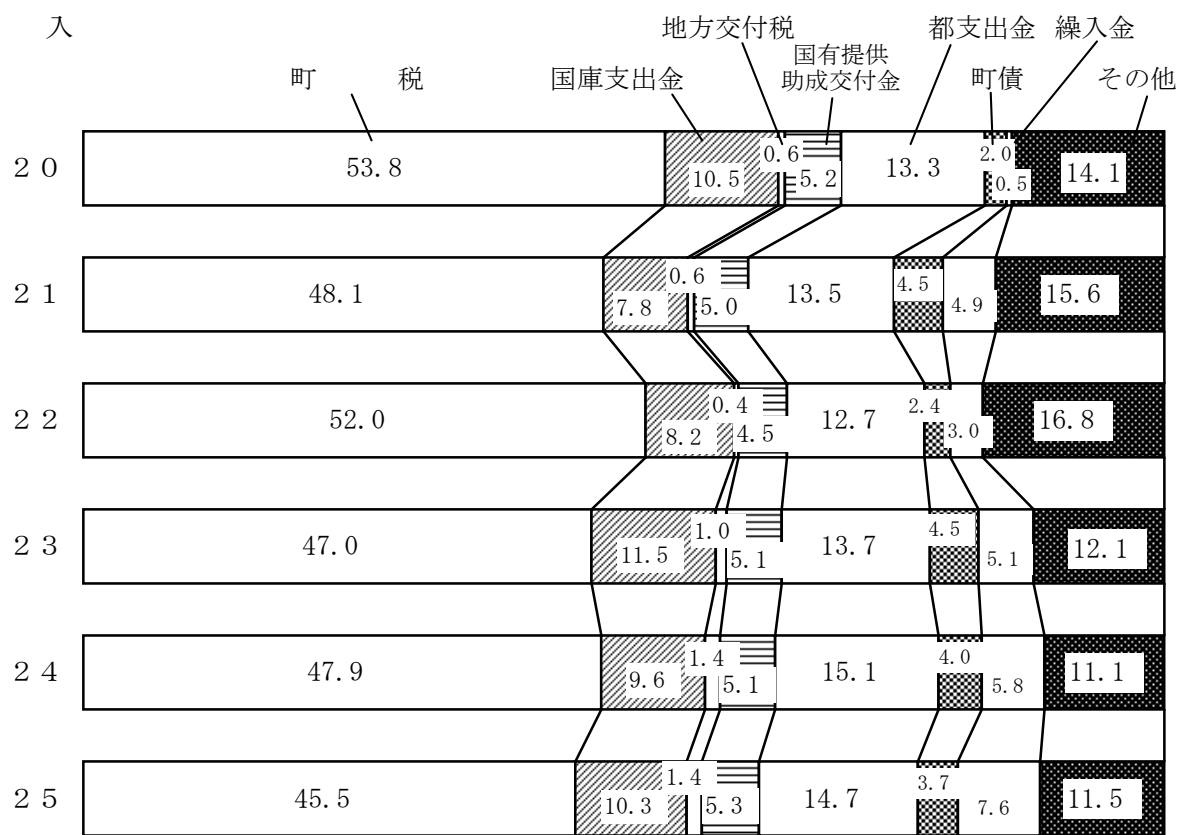 入
地方交付税 都支出金 繰入金
町 税 国庫支出金 国有提供 助成交付金 町債 その他
２０ 53.8 10.5 0.6 5.2 13.3 2.0 0.5 14.1
２１ 48.1 7.8 0.6 5.0 13.5 4.5 4.9 15.6
２２ 52.0 8.2 0.4 4.5 12.7 2.4 3.0 16.8
２３ 47.0 11.5 1.0 5.1 13.7 4.5 5.1 12.1
２４ 47.9 9.6 1.4 5.1 15.1 4.0 5.8 11.1
２５ 45.5 10.3 1.4 5.3 14.7 3.7 7.6 11.5